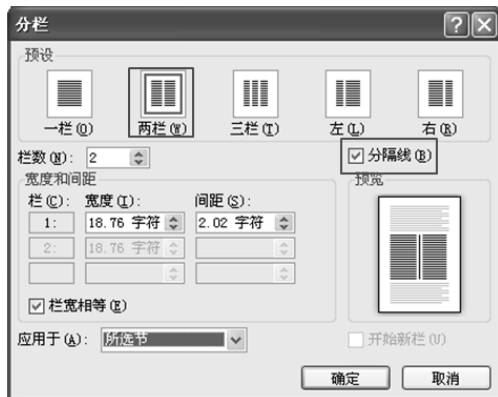 分栏
预设
一栏(O) 两栏(W) 三栏(T) 左(L) 右(R)
栏数(N): 2 分隔线(B)
宽度和间距 预览
栏(C): 宽度(I): 间距(S):
1: 18.76 字符 2.02 字符
2: 18.76 字符
栏宽相等(E)
应用于(A): 所选节 开始新栏(U)
确定 取消